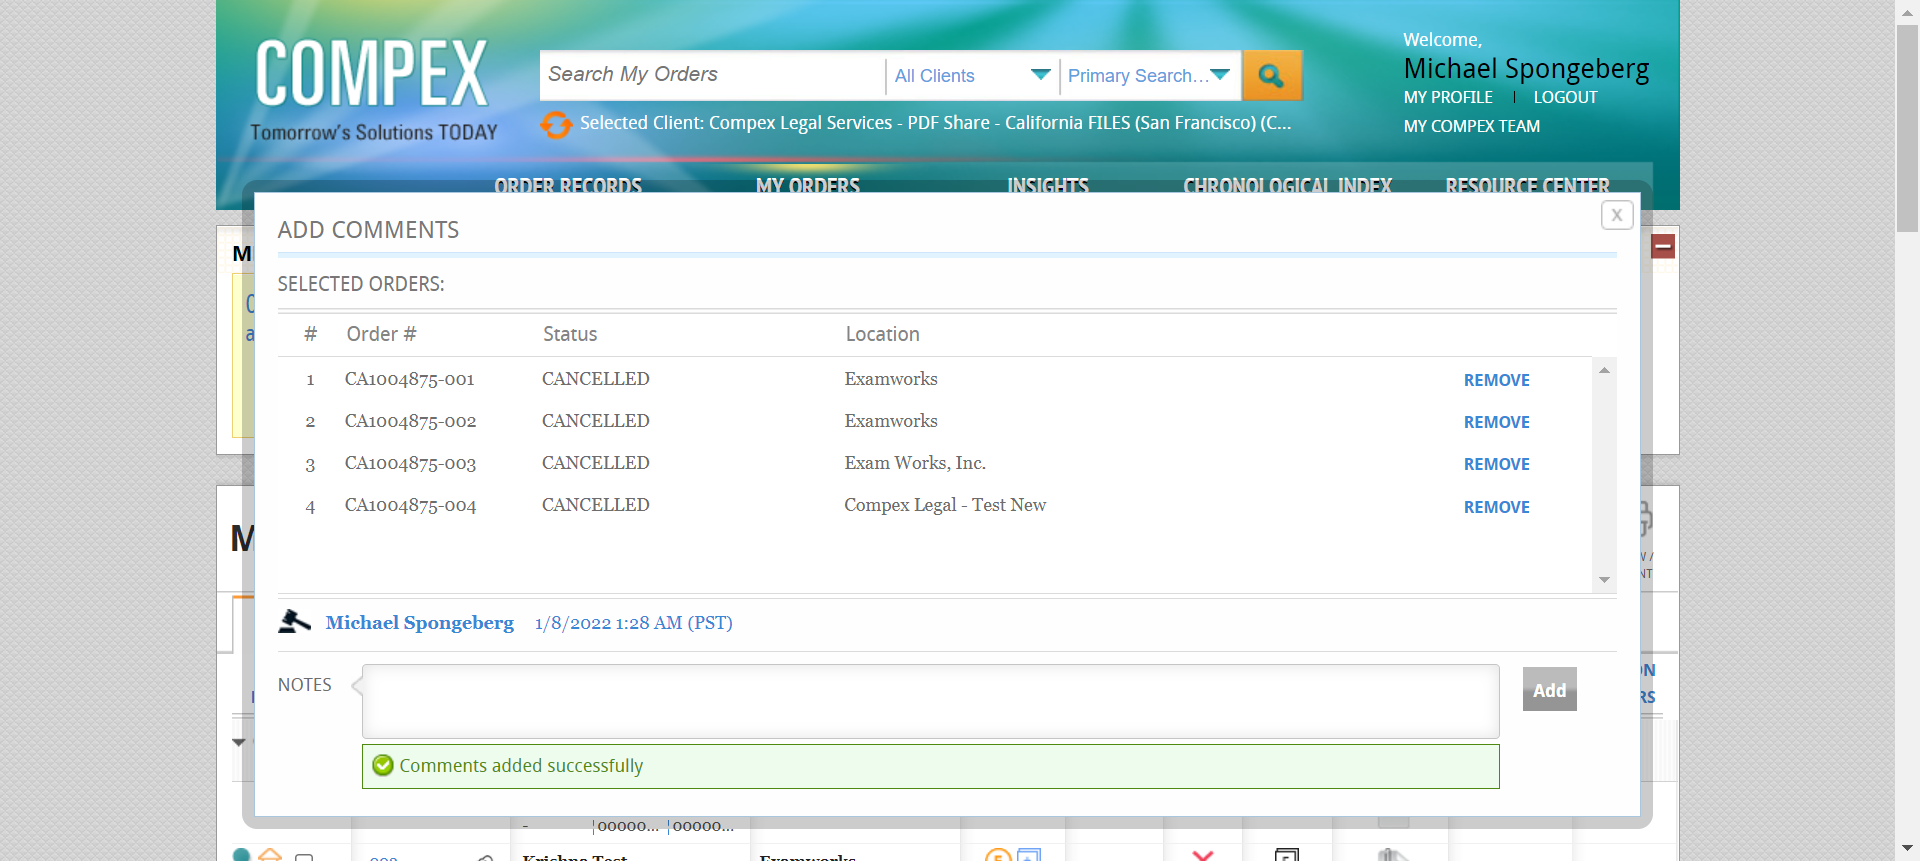 COMPEX
Tomorrow's Solutions TODAY
Search My Orders
All Clients
Primary Search...
Selected Client: Compex Legal Services - PDF Share - California FILES (San Francisco) (C...
Welcome,
Michael Spongeberg
MY PROFILE | LOGOUT
MY COMPEX TEAM
ORDER RECORDS MY ORDERS INSIGHTS CHRONOLOGICAL INDEX RESOURCE CENTER
ADD COMMENTS
X
SELECTED ORDERS:
# Order # Status Location
1 CA1004875-001 CANCELLED Examworks REMOVE
2 CA1004875-002 CANCELLED Examworks REMOVE
3 CA1004875-003 CANCELLED Exam Works, Inc. REMOVE
4 CA1004875-004 CANCELLED Compex Legal - Test New REMOVE
Michael Spongeberg 1/8/2022 1:28 AM (PST)
NOTES
Add
Comments added successfully
- 00000... 00000...
Krishna Test Examworks